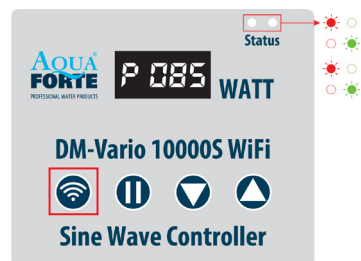 Status
AQUA
FORTE
PROFESSIONAL WATER PRODUCTS
P 085
WATT
DM-Vario 10000S WiFi
Sine Wave Controller